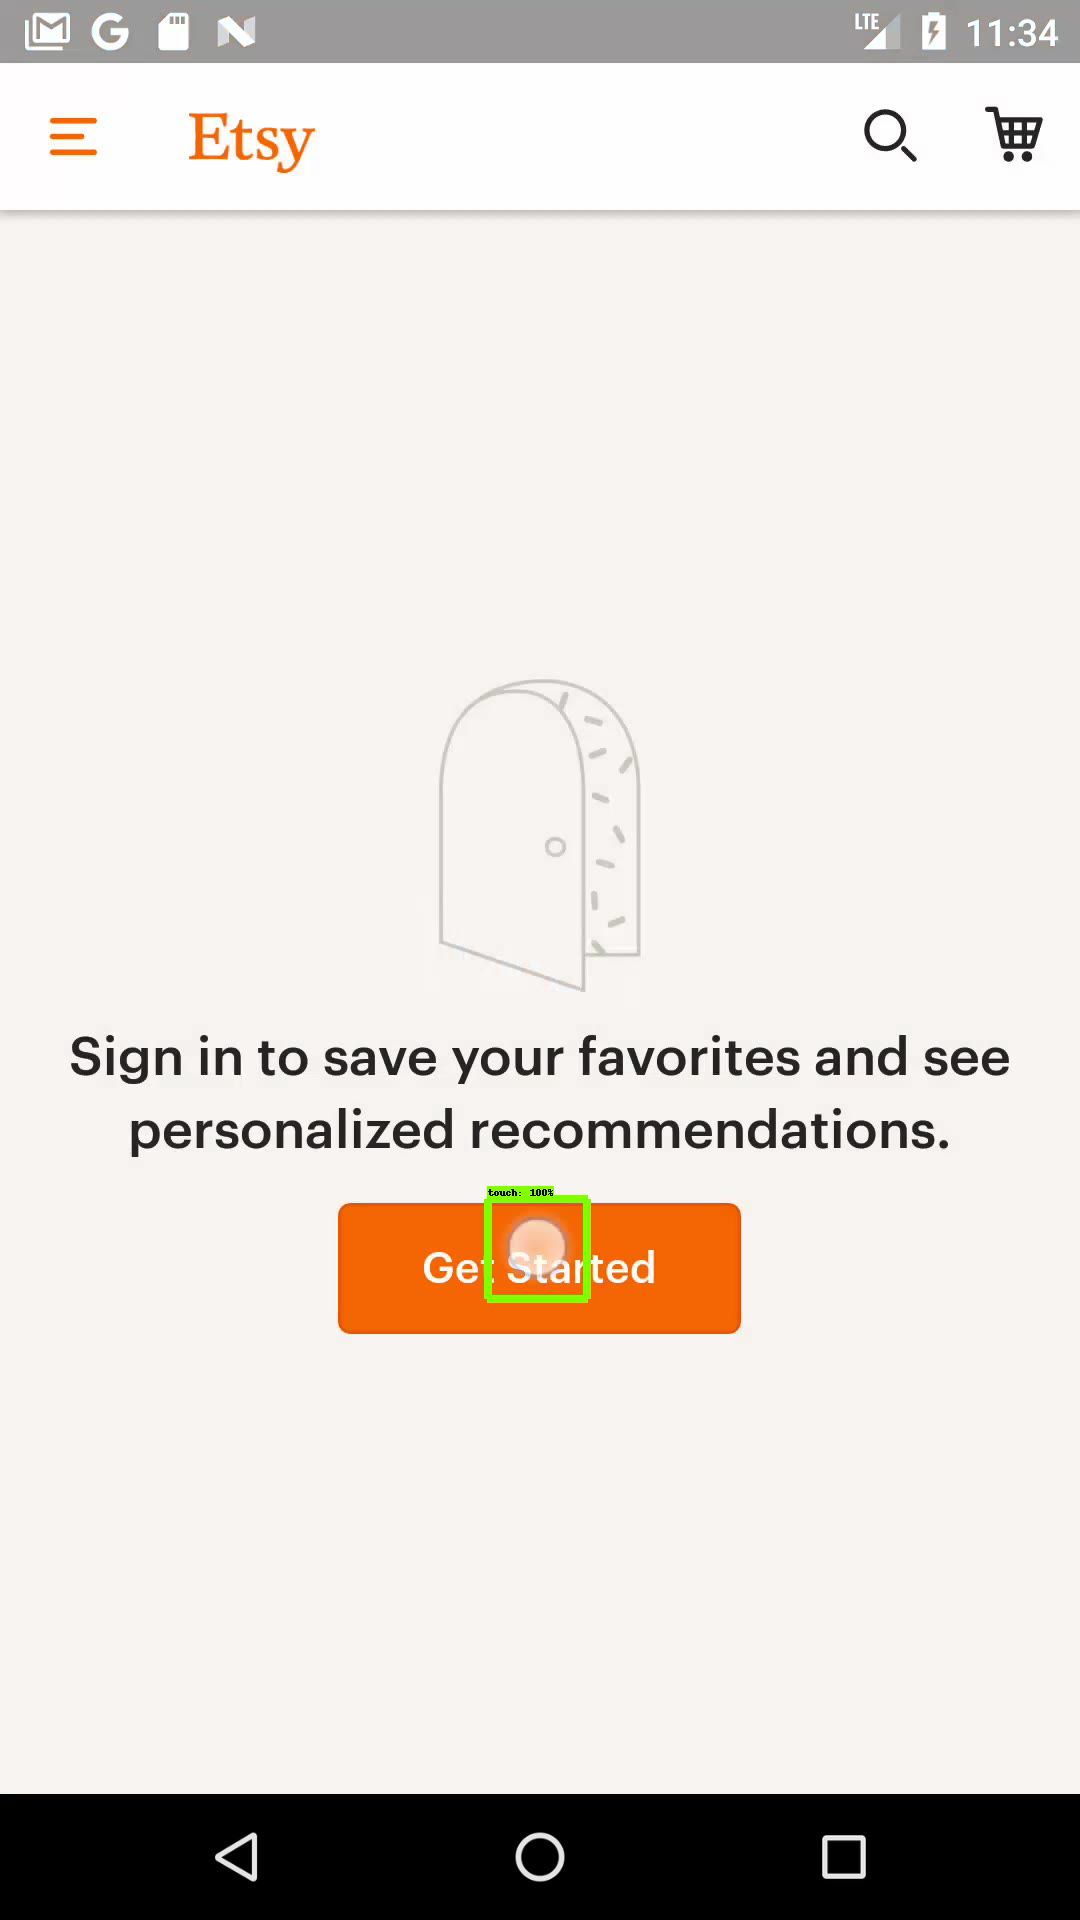 LTE 11:34
Etsy
Sign in to save your favorites and see
personalized recommendations.
touch: 100%
Get Started